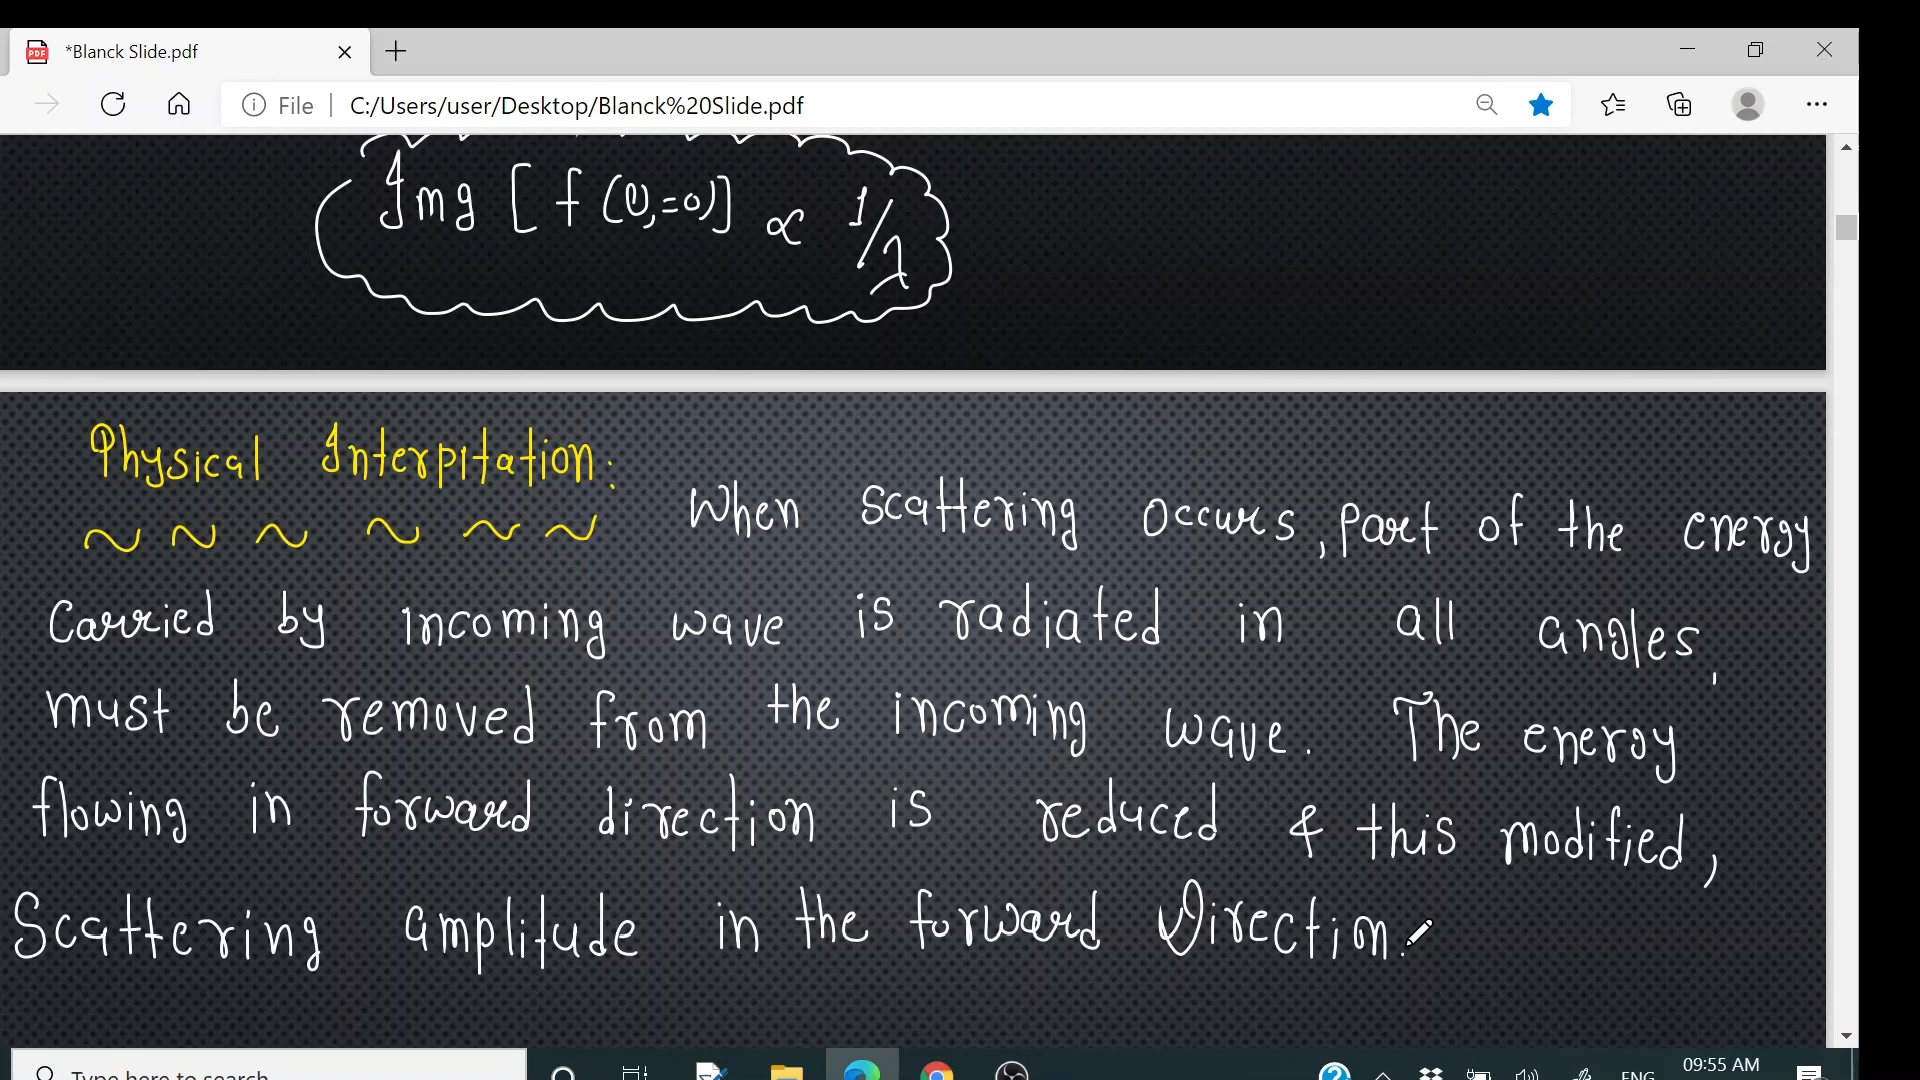 *Blanck Slide.pdf
File
C:/Users/user/Desktop/Blanck%20Slide.pdf
Img [ f (θ,=0)] ∝ 1/λ
Physical Interpitation:
When Scattering Occurs, part of the energy
Carried by incoming wave is radiated in all angles,
must be removed from the incoming wave. The energy
flowing in forward direction is reduced & this modified,
Scattering amplitude in the forward Direction.
09:55 AM
Type here to search
ENG